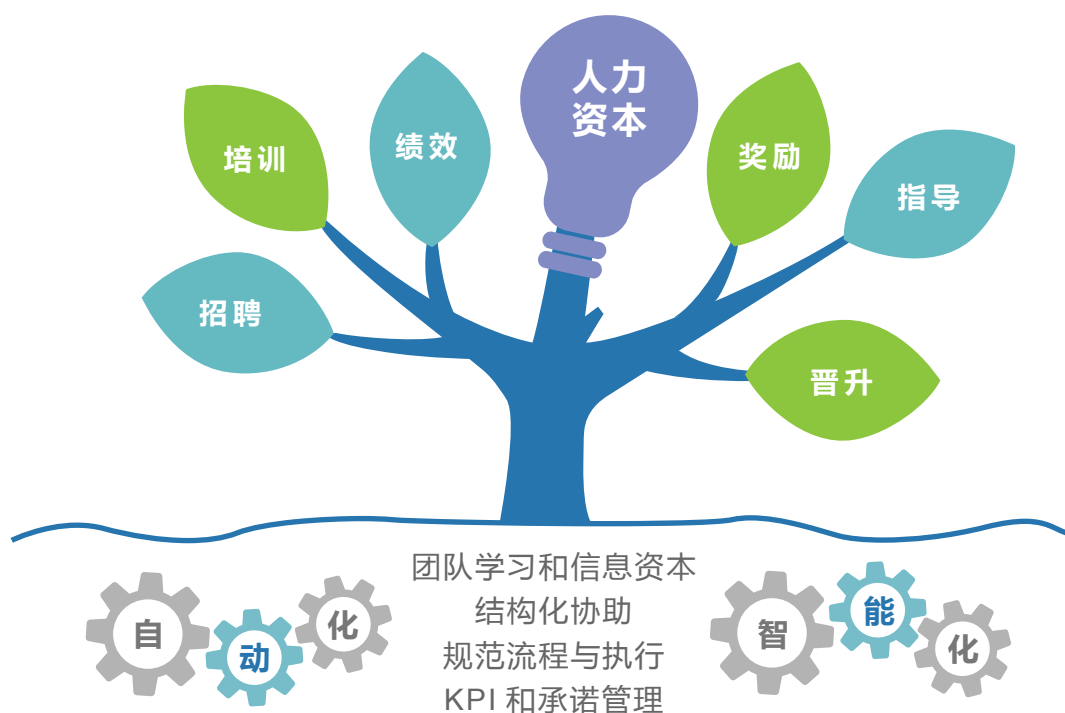 人力
资本
培训
绩效
奖励
指导
招聘
晋升
团队学习和信息资本
结构化协助
规范流程与执行
KPI 和承诺管理
自动化
智能化